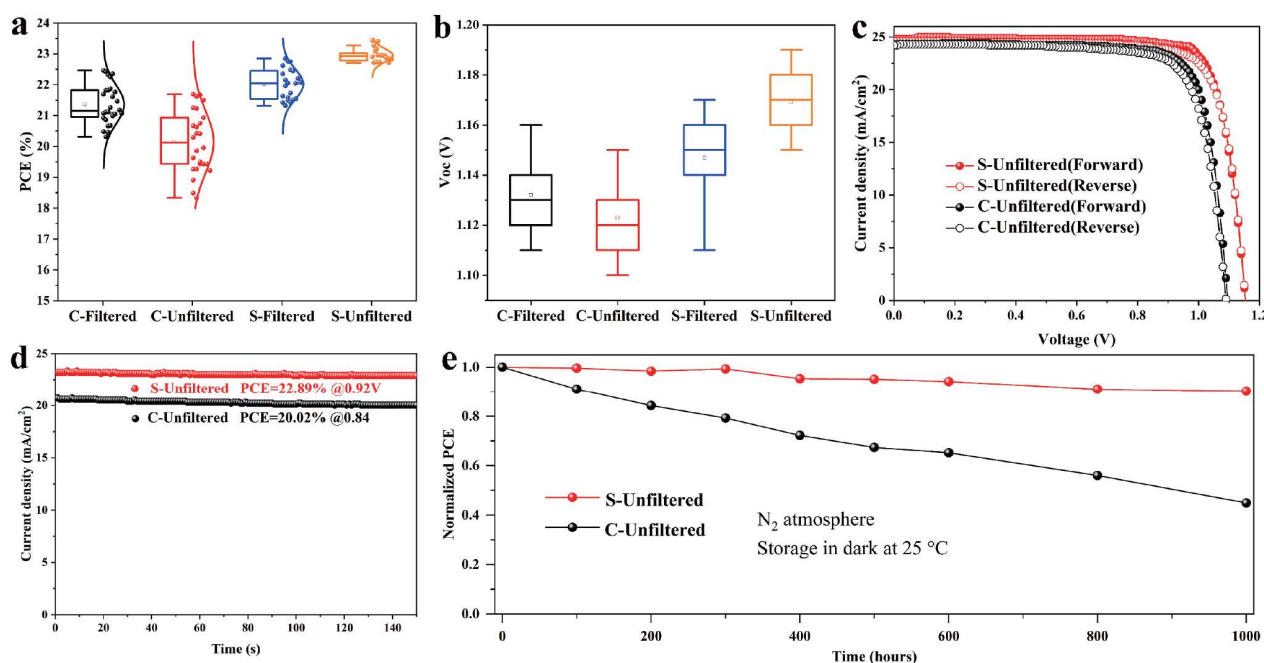 a
23
22
21
20
19
18
17
16
15
PCE (%)
C-Filtered C-Unfiltered S-Filtered S-Unfiltered
b
1.20
1.18
1.16
1.14
1.12
1.10
Voc (V)
C-Filtered C-Unfiltered S-Filtered S-Unfiltered
c
25
20
15
10
5
0
Current density (mA/cm²)
S-Unfiltered(Forward)
S-Unfiltered(Reverse)
C-Unfiltered(Forward)
C-Unfiltered(Reverse)
0.0 0.2 0.4 0.6 0.8 1.0 1.2
Voltage (V)
d
25
20
15
10
5
0
Current density (mA/cm²)
S-Unfiltered PCE=22.89% @0.92V
C-Unfiltered PCE=20.02% @0.84
0 20 40 60 80 100 120 140
Time (s)
e
1.0
0.8
0.6
0.4
0.2
0.0
Normalized PCE
S-Unfiltered
C-Unfiltered
N₂ atmosphere
Storage in dark at 25 °C
0 200 400 600 800 1000
Time (hours)